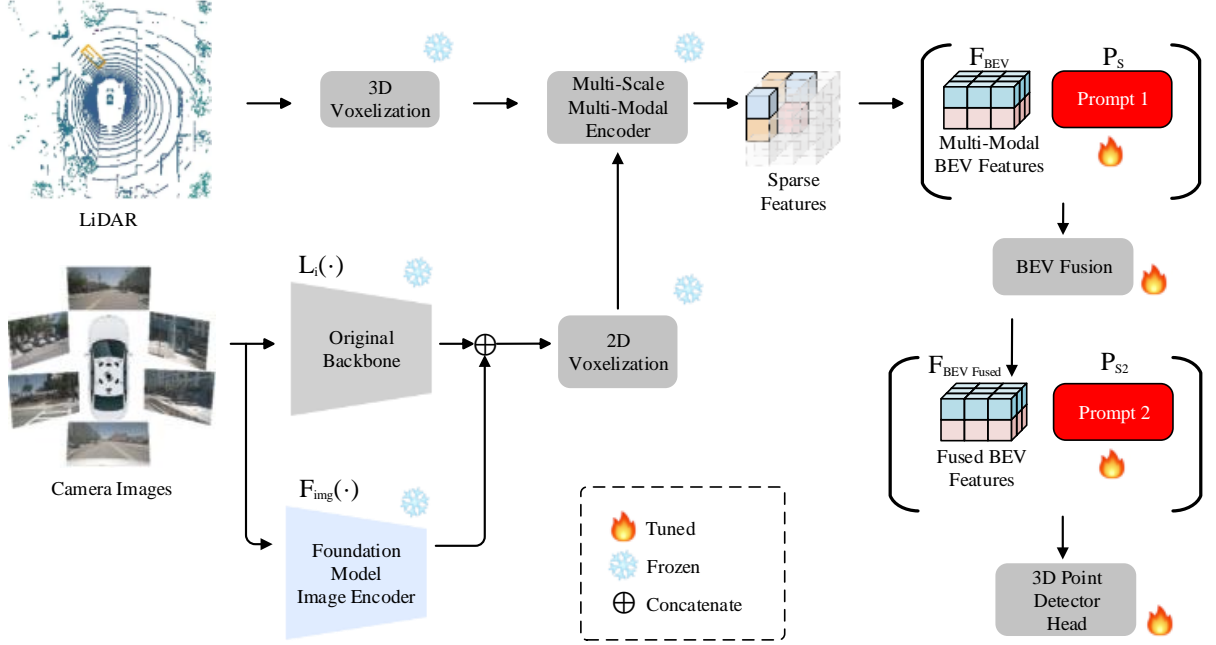 LiDAR
3D
Voxelization
Multi-Scale
Multi-Modal
Encoder
Sparse
Features
F_BEV
Multi-Modal
BEV Features
P_S
Prompt 1
BEV Fusion
F_BEV Fused
Fused BEV
Features
P_S2
Prompt 2
3D Point
Detector
Head
Camera Images
L_i(·)
Original
Backbone
2D
Voxelization
F_img(·)
Foundation
Model
Image Encoder
Tuned
Frozen
Concatenate